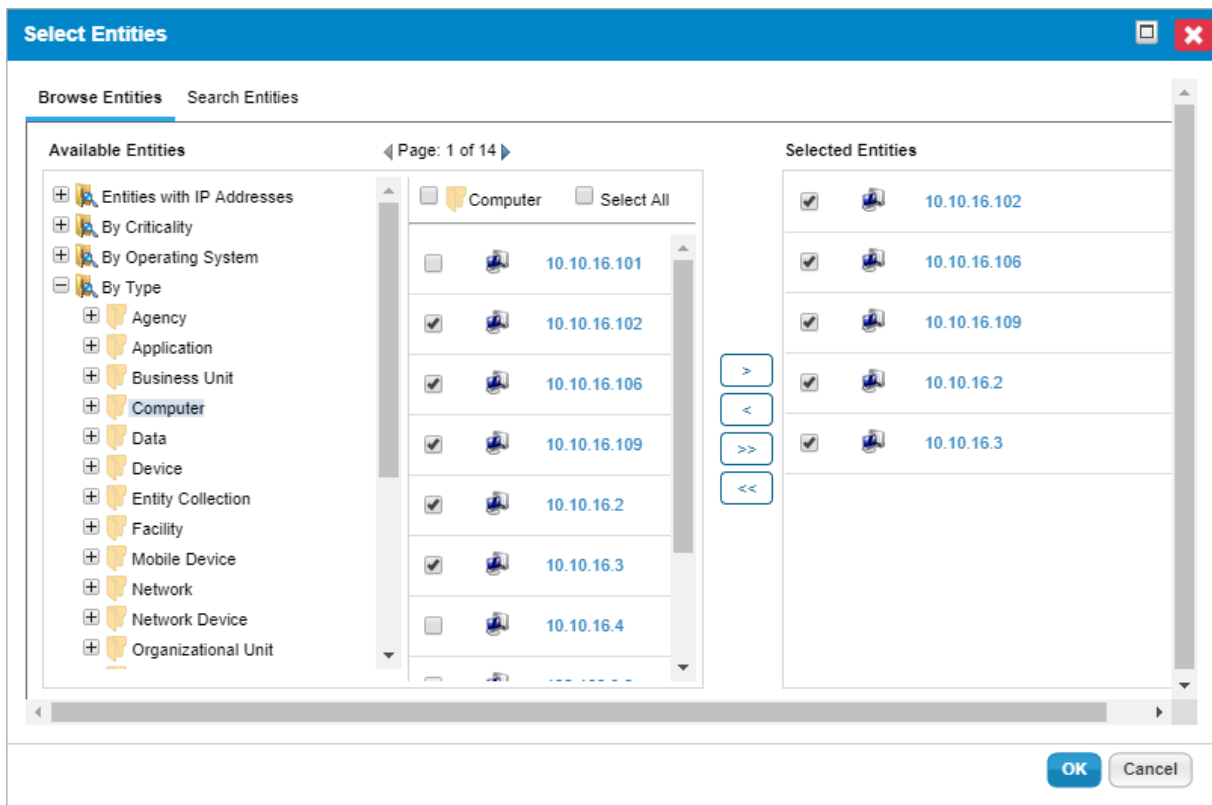 Select Entities
Browse Entities Search Entities
Available Entities
Page: 1 of 14
Selected Entities
Entities with IP Addresses
By Criticality
By Operating System
By Type
Agency
Application
Business Unit
Computer
Data
Device
Entity Collection
Facility
Mobile Device
Network
Network Device
Organizational Unit
Computer Select All
10.10.16.101
10.10.16.102
10.10.16.106
10.10.16.109
10.10.16.2
10.10.16.3
10.10.16.4
>
<
>>
<<
10.10.16.102
10.10.16.106
10.10.16.109
10.10.16.2
10.10.16.3
OK Cancel